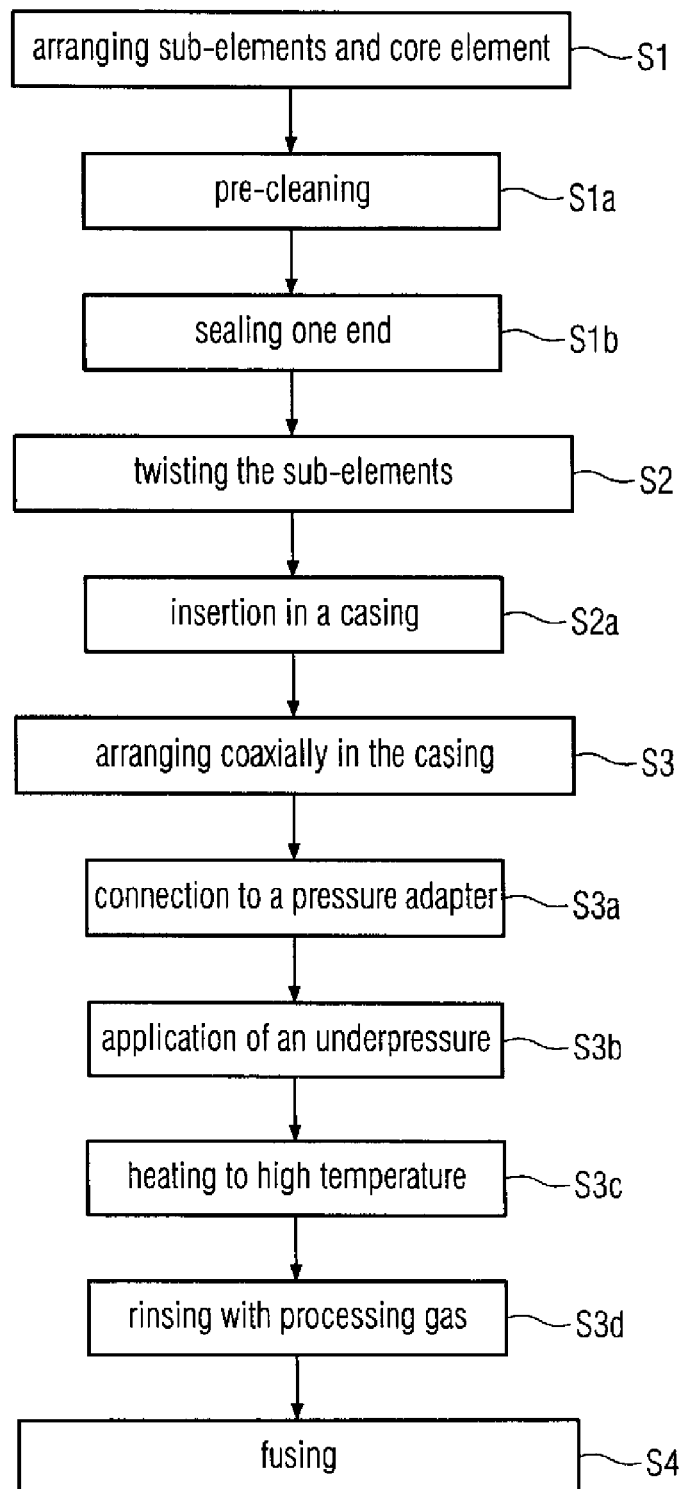 arranging sub-elements and core element S1
pre-cleaning S1a
sealing one end S1b
twisting the sub-elements S2
insertion in a casing S2a
arranging coaxially in the casing S3
connection to a pressure adapter S3a
application of an underpressure S3b
heating to high temperature S3c
rinsing with processing gas S3d
fusing S4